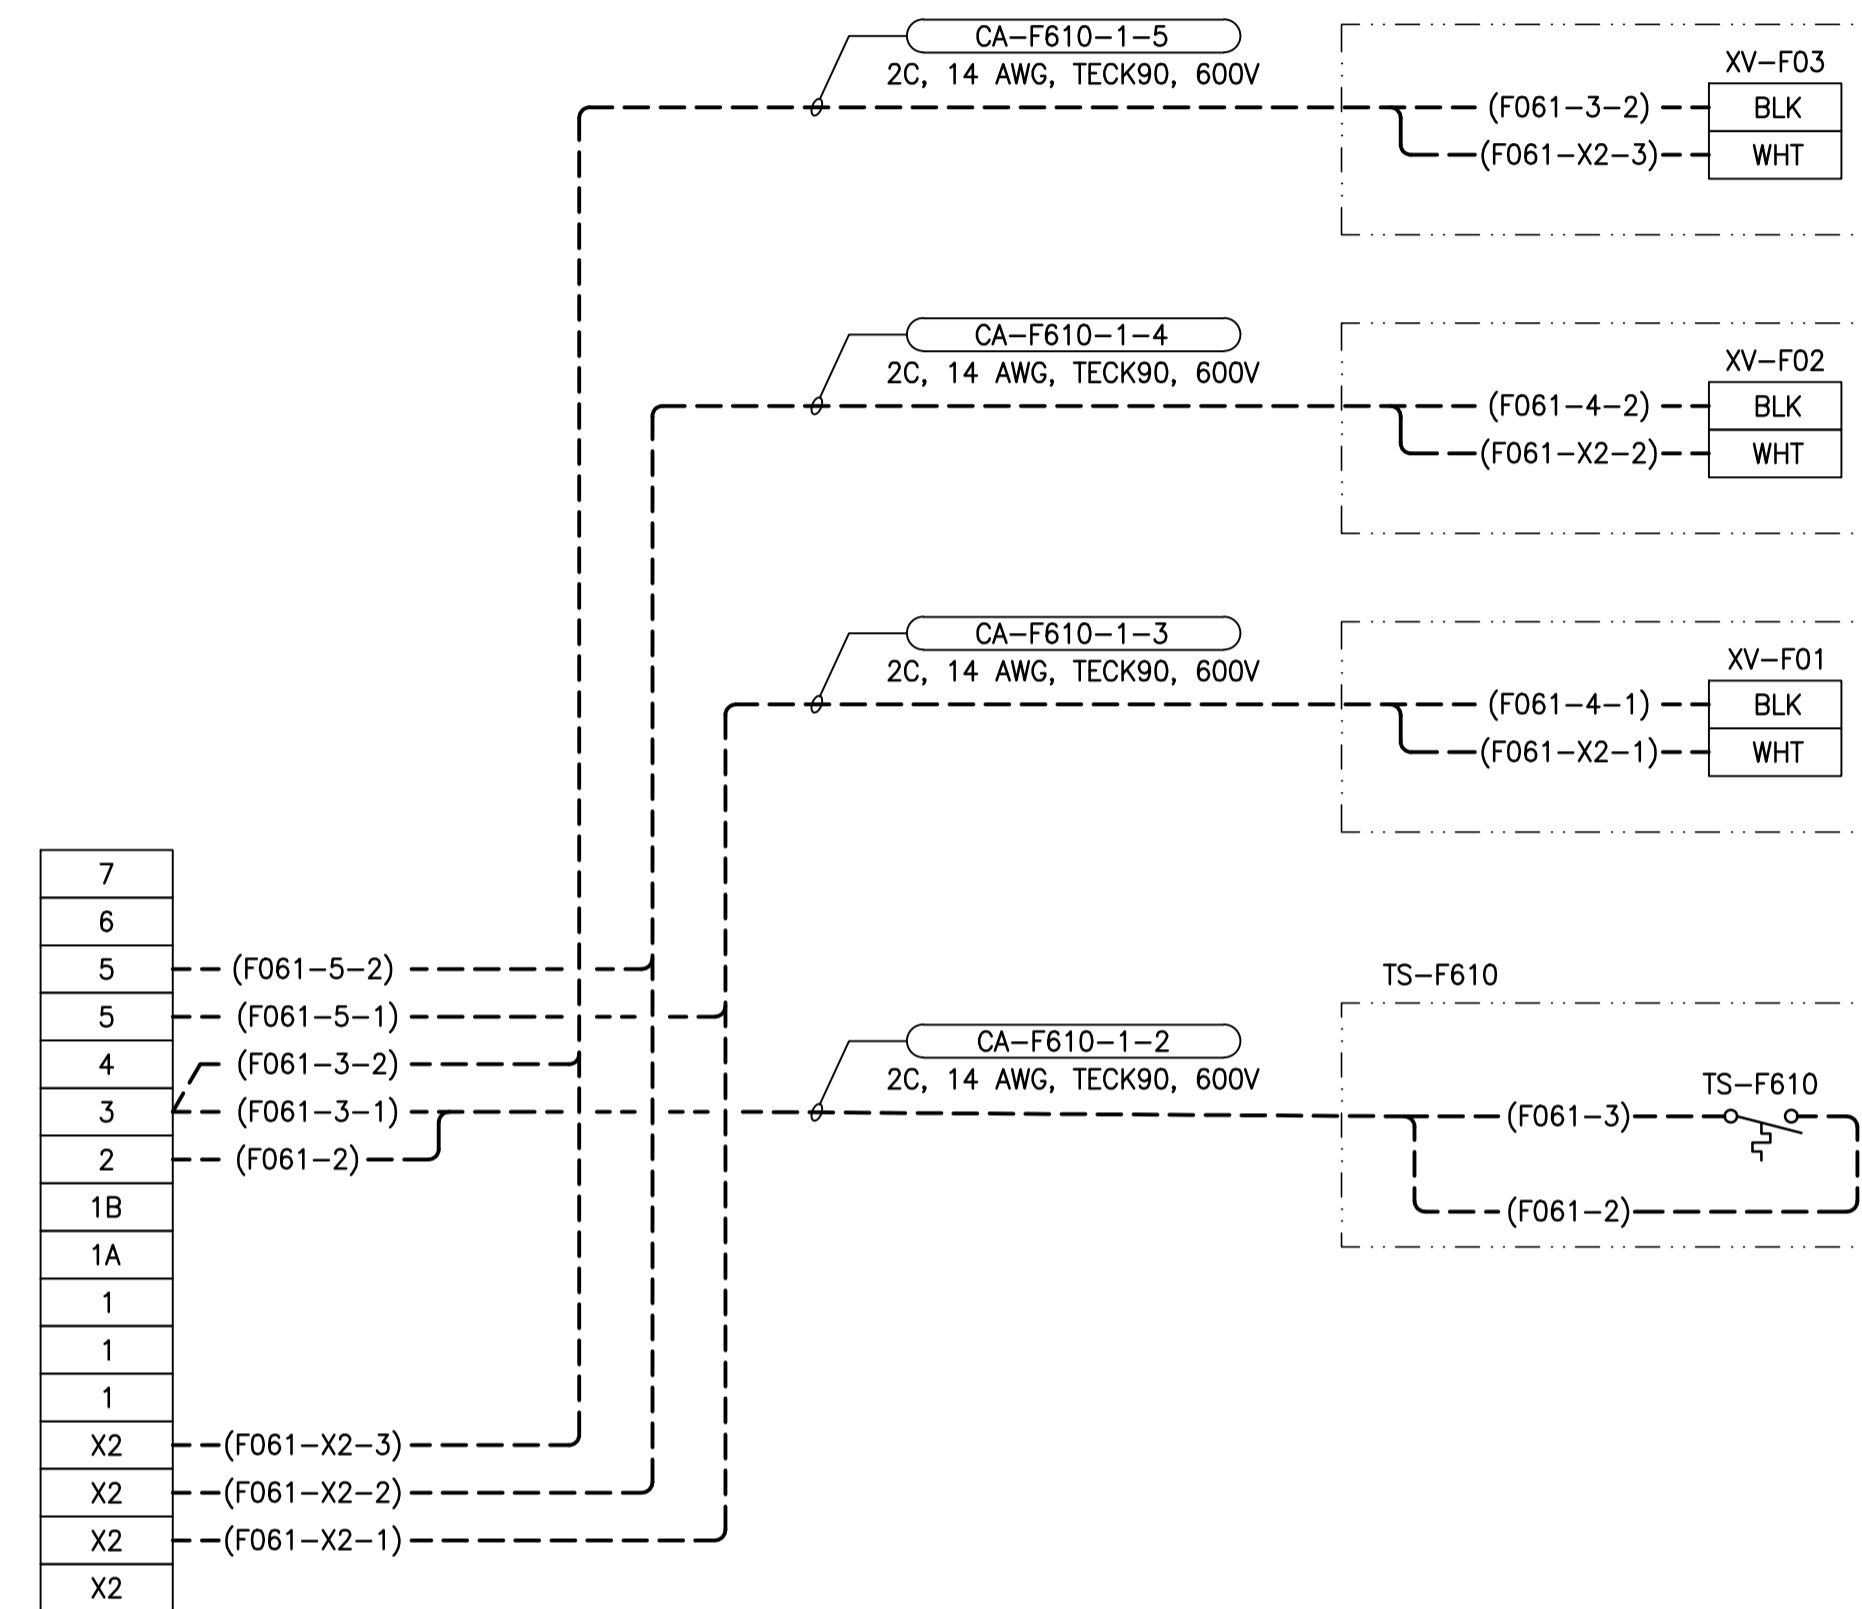 CA-F610-1-5
2C, 14 AWG, TECK90, 600V
XV-F03
(F061-3-2) BLK
(F061-X2-3) WHT
CA-F610-1-4
2C, 14 AWG, TECK90, 600V
XV-F02
(F061-4-2) BLK
(F061-X2-2) WHT
CA-F610-1-3
2C, 14 AWG, TECK90, 600V
XV-F01
(F061-4-1) BLK
(F061-X2-1) WHT
7
6
5 (F061-5-2)
5 (F061-5-1)
4 (F061-3-2)
3 (F061-3-1)
2 (F061-2)
1B
1A
1
1
1
X2 (F061-X2-3)
X2 (F061-X2-2)
X2 (F061-X2-1)
X2
CA-F610-1-2
2C, 14 AWG, TECK90, 600V
TS-F610
TS-F610
(F061-3)
(F061-2)